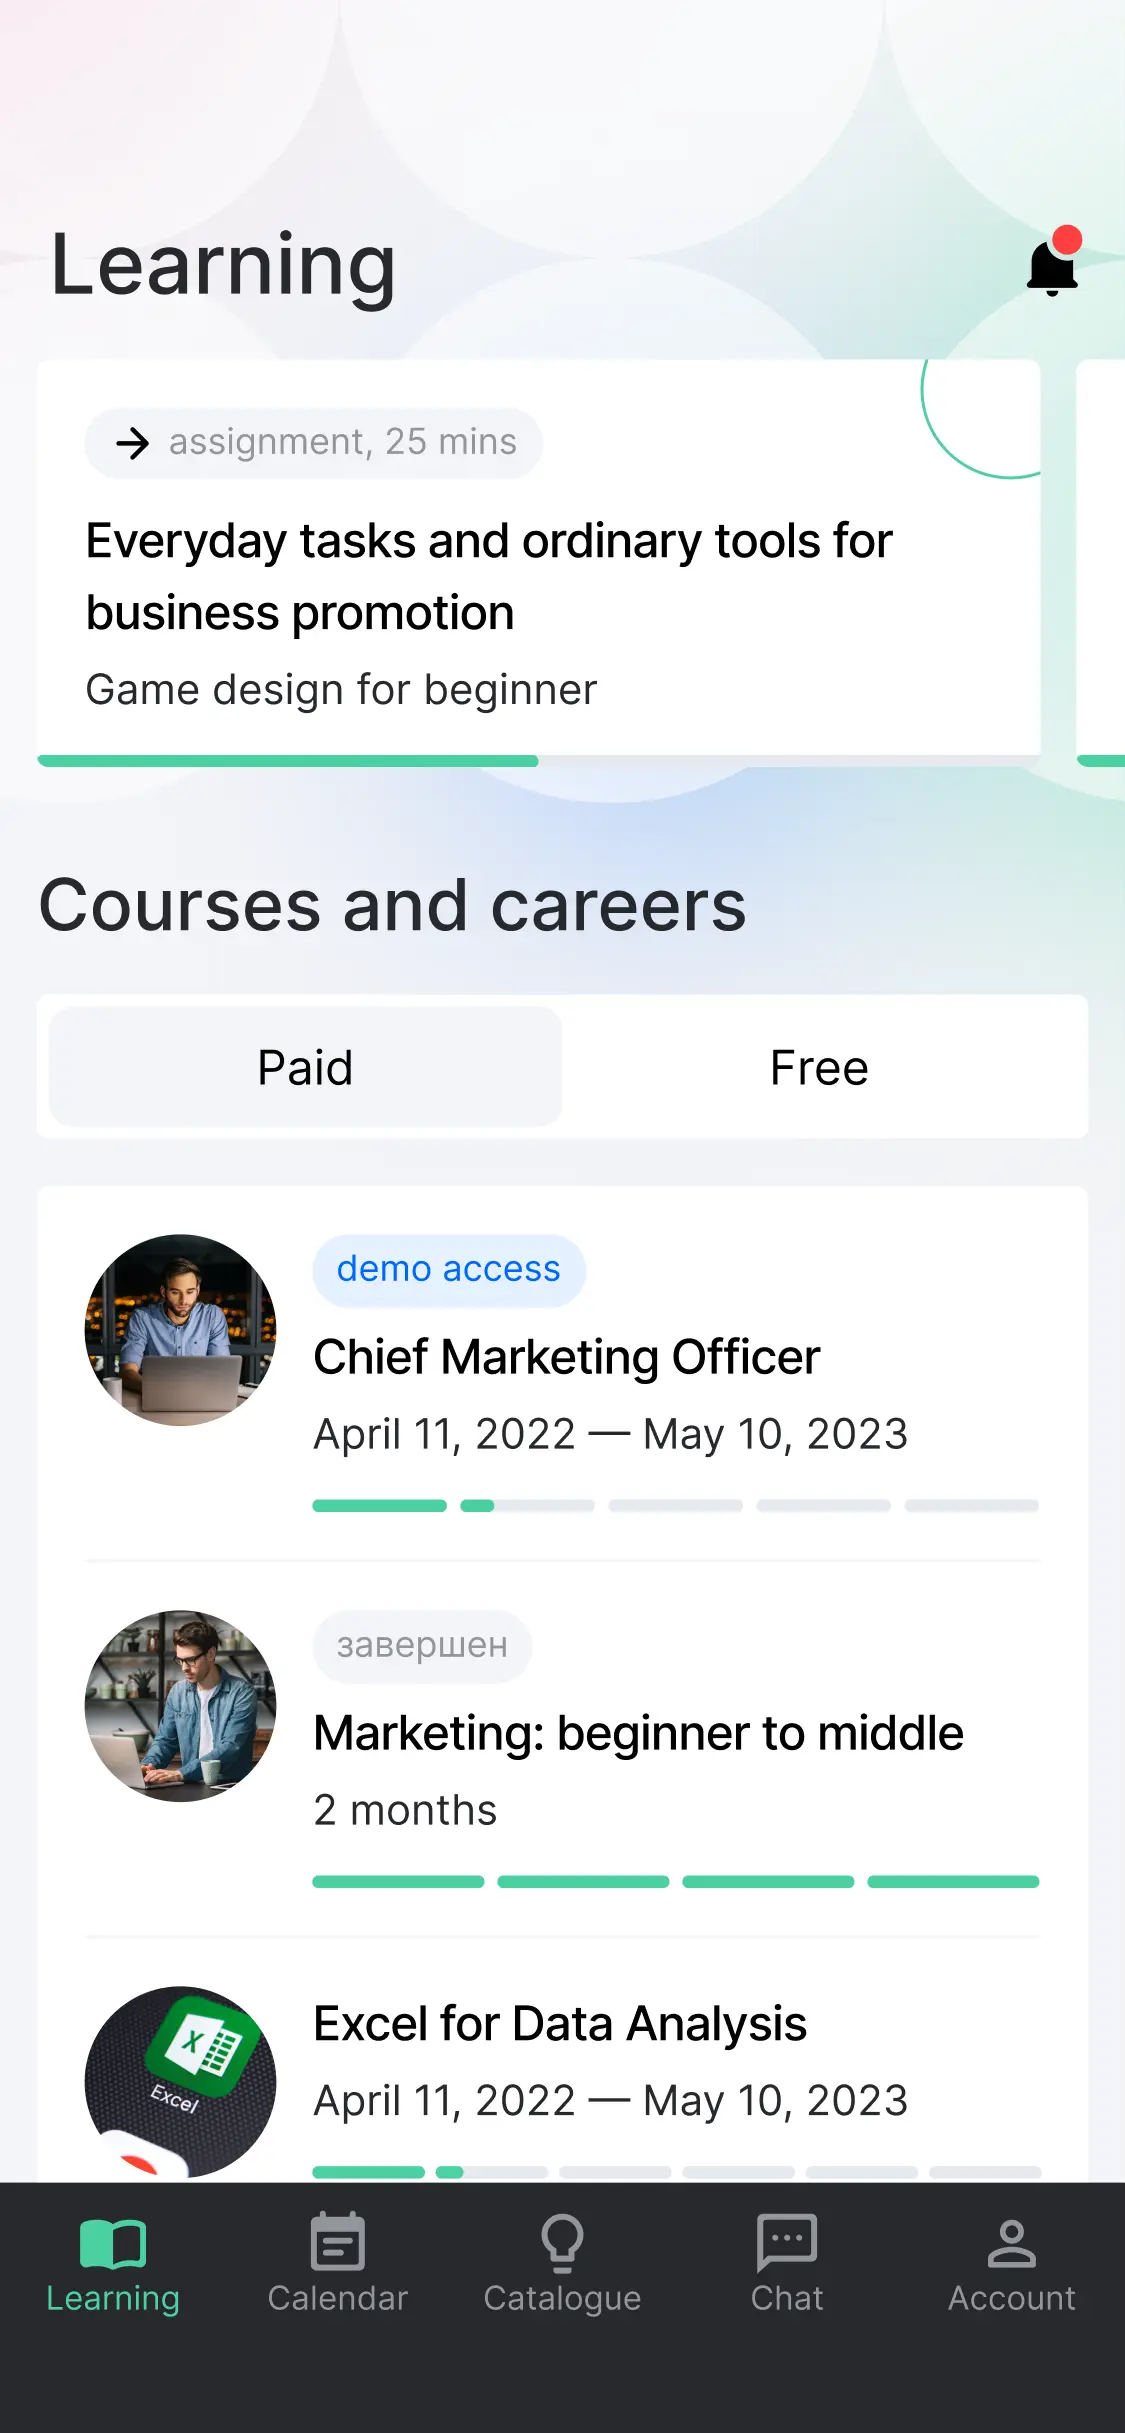 Learning
assignment, 25 mins
Everyday tasks and ordinary tools for
business promotion
Game design for beginner
Courses and careers
Paid
Free
demo access
Chief Marketing Officer
April 11, 2022 — May 10, 2023
завершен
Marketing: beginner to middle
2 months
Excel
Excel for Data Analysis
April 11, 2022 — May 10, 2023
Learning
Calendar
Catalogue
Chat
Account